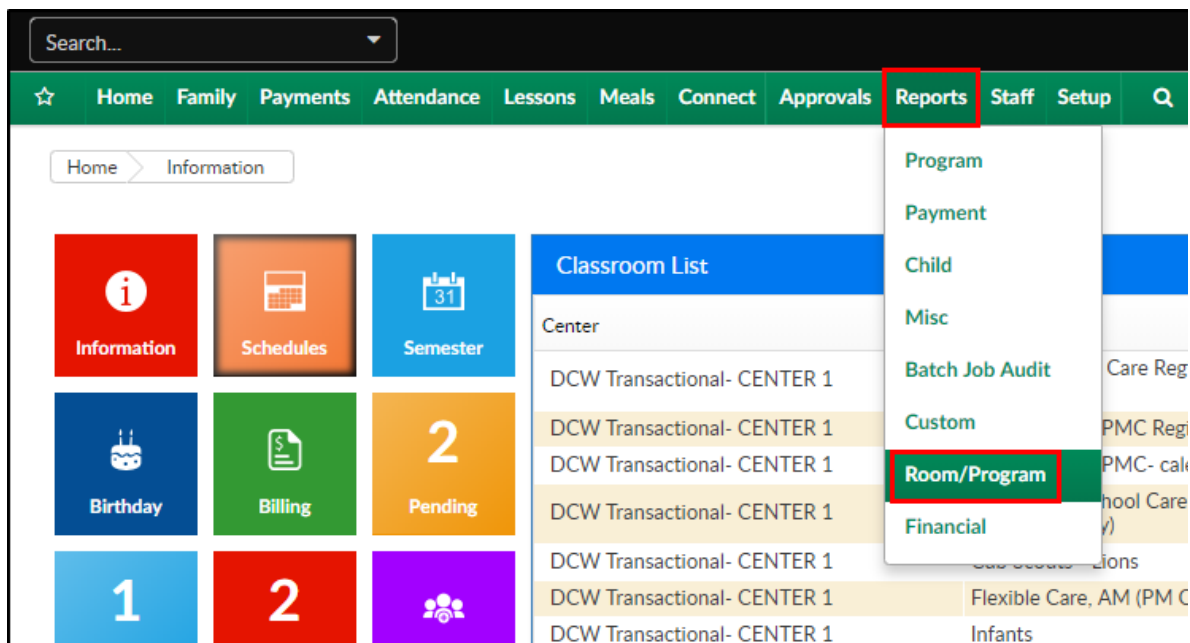 Search...
Home Family Payments Attendance Lessons Meals Connect Approvals Reports Staff Setup
Home Information
Program
Payment
Child
Misc
Batch Job Audit
Custom
Room/Program
Financial
Information
Schedules
31
Semester
Birthday
Billing
2
Pending
1
2
Classroom List
Center
DCW Transactional- CENTER 1 Care Reg
DCW Transactional- CENTER 1 PMC Regi
DCW Transactional- CENTER 1 PMC- cale
DCW Transactional- CENTER 1 hool Care
y)
DCW Transactional- CENTER 1 Lions
DCW Transactional- CENTER 1 Flexible Care, AM (PM C
DCW Transactional- CENTER 1 Infants